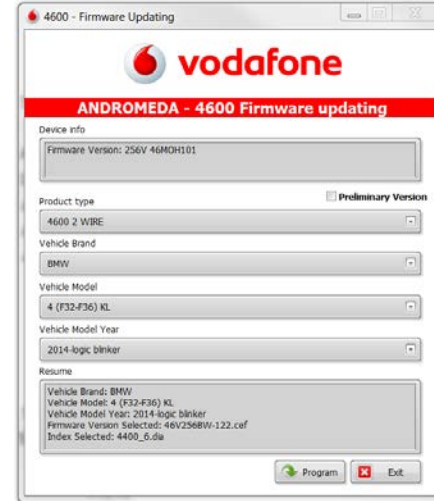 4600 - Firmware Updating
vodafone
ANDROMEDA - 4600 Firmware updating
Device info
Firmware Version: 256V 46MOH101
Product type
Preliminary Version
4600 2 WIRE
Vehicle Brand
BMW
Vehicle Model
4 (F32-F36) KL
Vehicle Model Year
2014-logic blinker
Resume
Vehicle Brand: BMW
Vehicle Model: 4 (F32-F36) KL
Vehicle Model Year: 2014-logic blinker
Firmware Version Selected: 46V256BW-122.cef
Index Selected: 4400_6.dia
Program
Exit